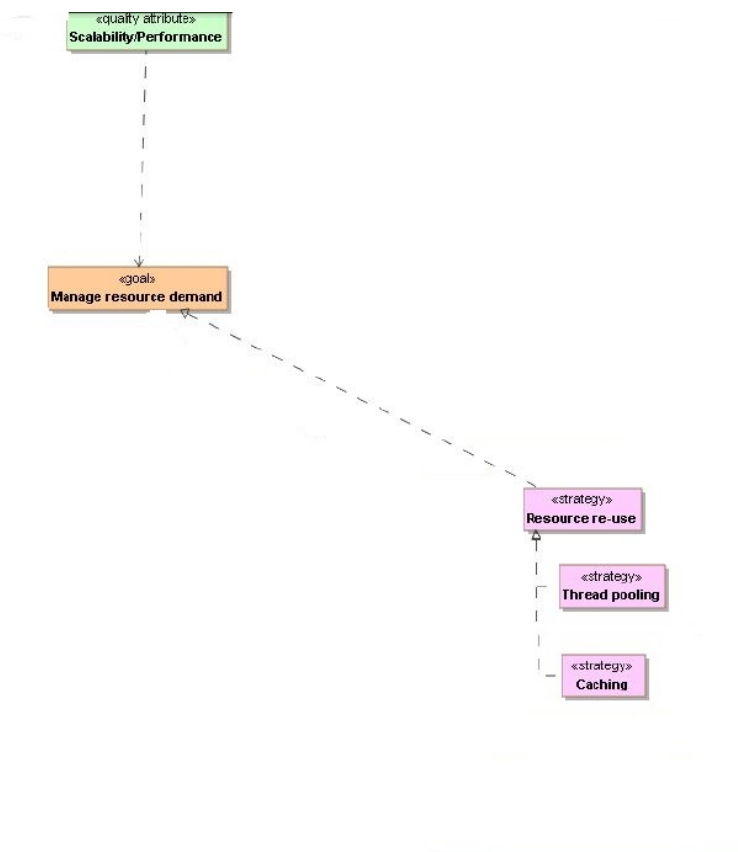 «quality attribute»
Scalability/Performance
«goal»
Manage resource demand
«strategy»
Resource re-use
«strategy»
Thread pooling
«strategy»
Caching